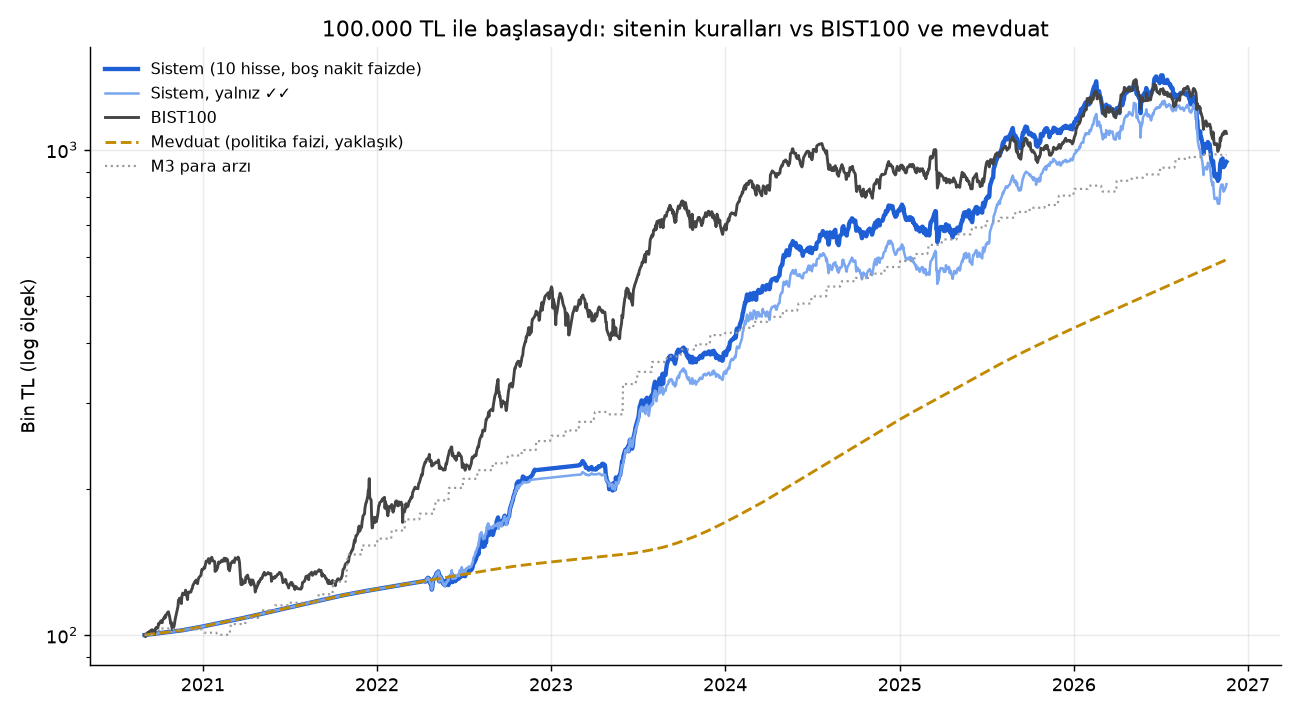 100.000 TL ile başlasaydı: sitenin kuralları vs BIST100 ve mevduat
Sistem (10 hisse, boş nakit faizde)
Sistem, yalnız ✓✓
BIST100
Mevduat (politika faizi, yaklaşık)
M3 para arzı
Bin TL (log ölçek)
10³
10²
2021 2022 2023 2024 2025 2026 2027